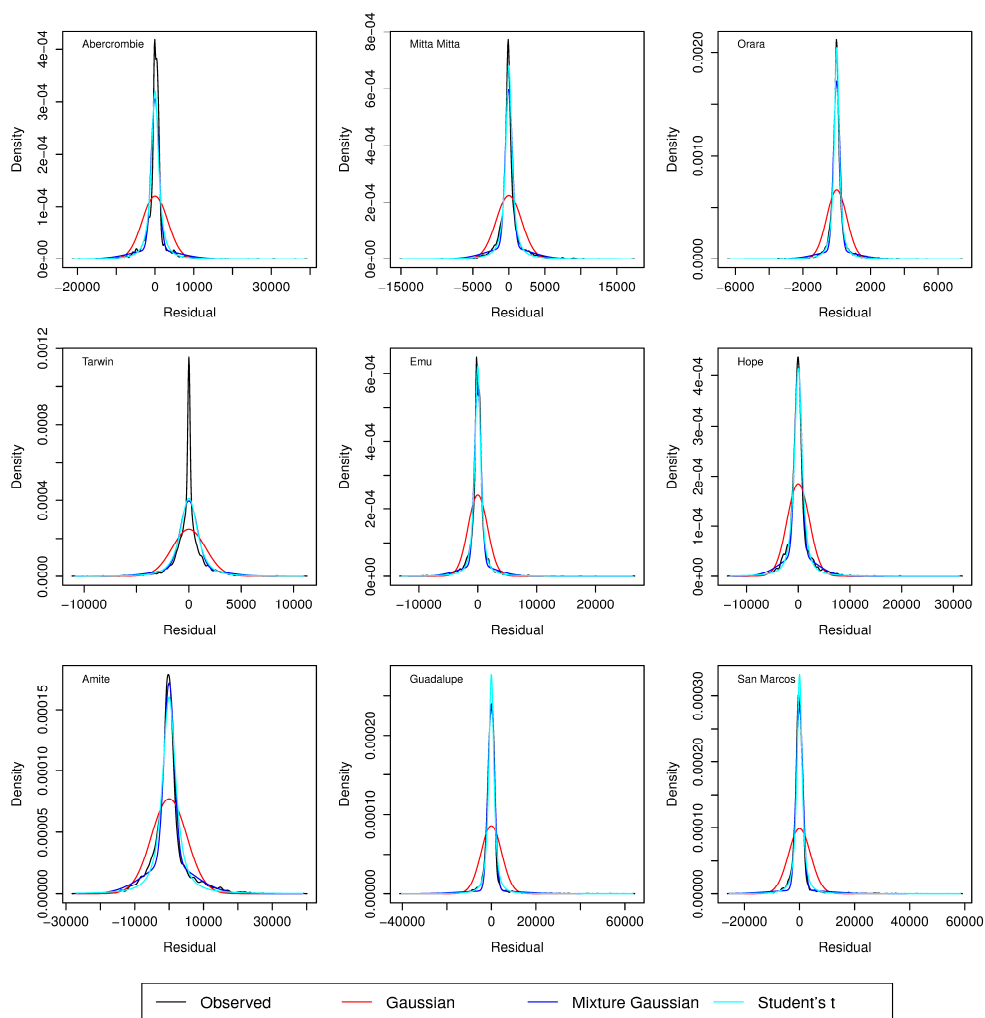 Abercrombie
Density
0e+00 1e−04 2e−04 3e−04 4e−04
−20000 0 10000 30000
Residual
Mitta Mitta
Density
0e+00 2e−04 4e−04 6e−04 8e−04
−15000 −5000 0 5000 15000
Residual
Orara
Density
0.0000 0.0010 0.0020
−6000 −2000 2000 6000
Residual
Tarwin
Density
0.0000 0.0004 0.0008 0.0012
−10000 0 5000 10000
Residual
Emu
Density
0e+00 2e−04 4e−04 6e−04
−10000 0 10000 20000
Residual
Hope
Density
0e+00 1e−04 2e−04 3e−04 4e−04
−10000 0 10000 20000 30000
Residual
Amite
Density
0.00000 0.00005 0.00010 0.00015
−30000 −10000 10000 30000
Residual
Guadalupe
Density
0.00000 0.00010 0.00020
−40000 0 20000 40000 60000
Residual
San Marcos
Density
0.00000 0.00010 0.00020 0.00030
−20000 0 20000 40000 60000
Residual
Observed Gaussian Mixture Gaussian Student's t